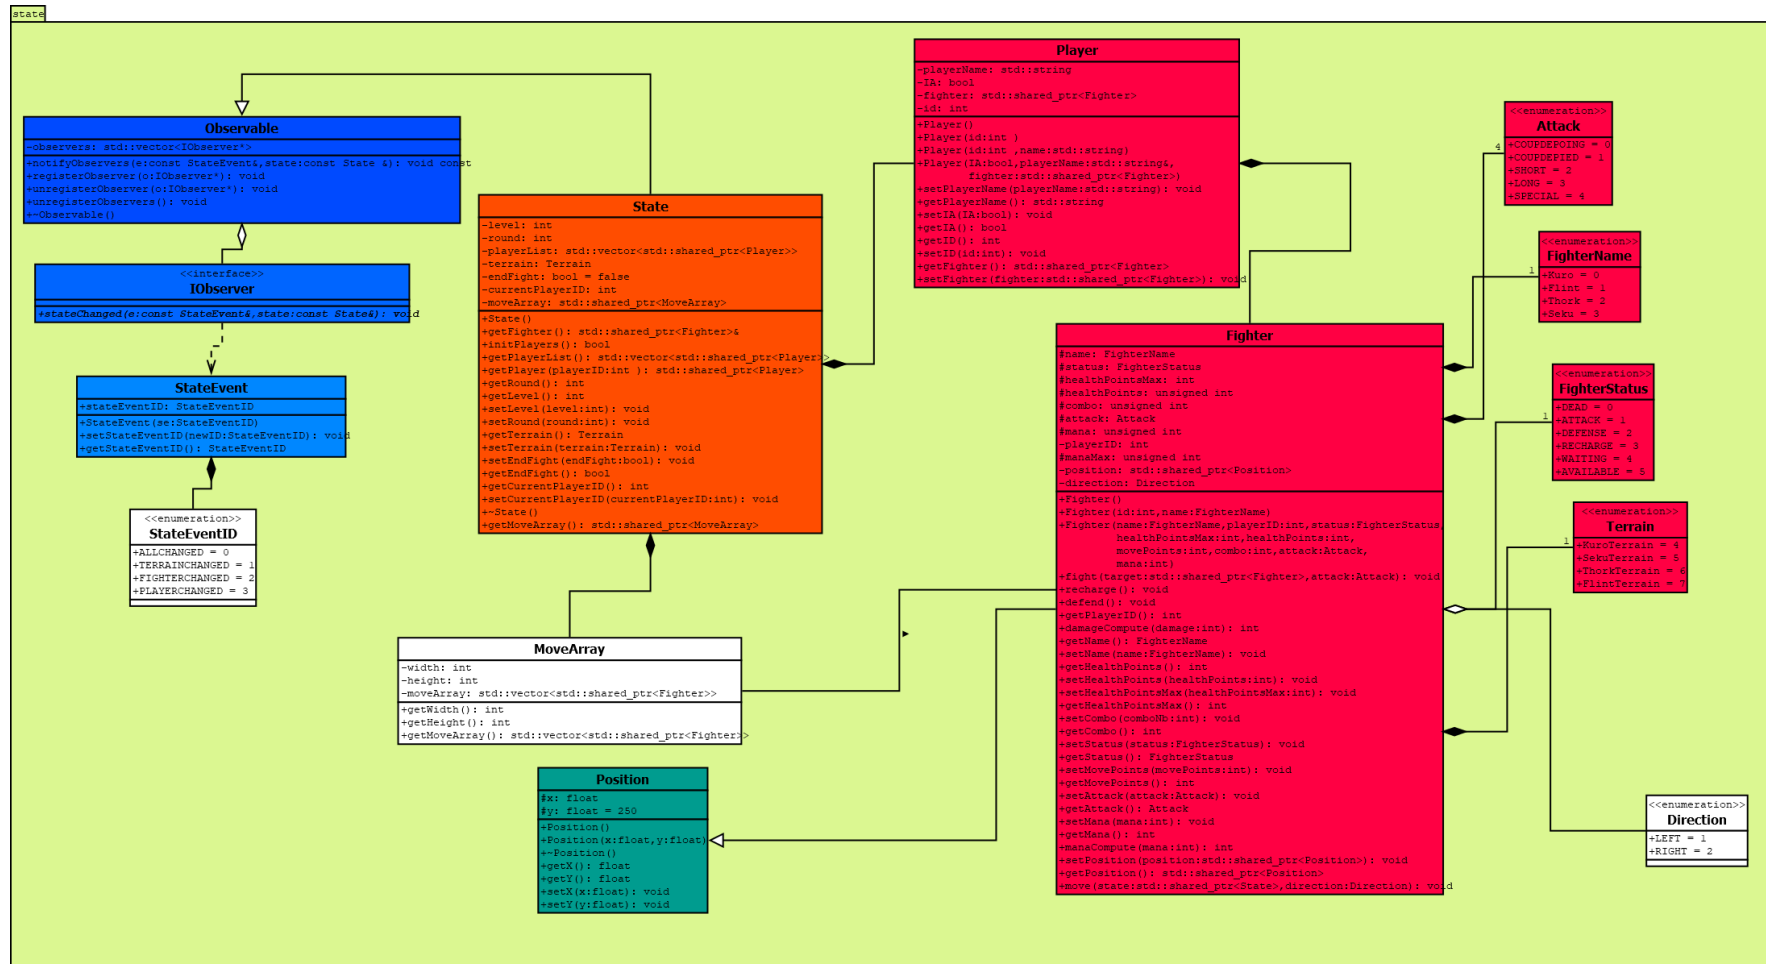 state
Observable
-observers: std::vector<IObserver*>
+notifyObservers(e:const StateEvent&,state:const State &): void const
+registerObserver(o:IObserver*): void
+unregisterObserver(o:IObserver*): void
+unregisterObservers(): void
+~Observable()
<<interface>>
IObserver
+stateChanged(e:const StateEvent&,state:const State&): void
StateEvent
+stateEventID: StateEventID
+StateEvent(se:StateEventID)
+setStateEventID(newID:StateEventID): void
+getStateEventID(): StateEventID
<<enumeration>>
StateEventID
+ALLCHANGED = 0
+TERRAINCHANGED = 1
+FIGHTERCHANGED = 2
+PLAYERCHANGED = 3
State
-level: int
-round: int
-playerList: std::vector<std::shared_ptr<Player>>
-terrain: Terrain
-endFight: bool = false
-currentPlayerID: int
-moveArray: std::shared_ptr<MoveArray>
+State()
+getFighter(): std::shared_ptr<Fighter>&
+initPlayers(): bool
+getPlayerList(): std::vector<std::shared_ptr<Player>>
+getPlayer(playerID:int ): std::shared_ptr<Player>
+getRound(): int
+getLevel(): int
+setLevel(level:int): void
+setRound(round:int): void
+getTerrain(): Terrain
+setTerrain(terrain:Terrain): void
+setEndFight(endFight:bool): void
+getEndFight(): bool
+getCurrentPlayerID(): int
+setCurrentPlayerID(currentPlayerID:int): void
+~State()
+getMoveArray(): std::shared_ptr<MoveArray>
MoveArray
-width: int
-height: int
-moveArray: std::vector<std::shared_ptr<Fighter>>
+getWidth(): int
+getHeight(): int
+getMoveArray(): std::vector<std::shared_ptr<Fighter>>
Position
#x: float
#y: float = 250
+Position()
+Position(x:float,y:float)
+~Position()
+getX(): float
+getY(): float
+setX(x:float): void
+setY(y:float): void
Player
-playerName: std::string
-IA: bool
-fighter: std::shared_ptr<Fighter>
-id: int
+Player()
+Player(id:int )
+Player(id:int ,name:std::string)
+Player(IA:bool,playerName:std::string&,
fighter:std::shared_ptr<Fighter>)
+setPlayerName(playerName:std::string): void
+getPlayerName(): std::string
+setIA(IA:bool): void
+getIA(): bool
+getID(): int
+setID(id:int): void
+getFighter(): std::shared_ptr<Fighter>
+setFighter(fighter:std::shared_ptr<Fighter>): void
Fighter
#name: FighterName
#status: FighterStatus
#healthPointsMax: int
#healthPoints: unsigned int
#combo: unsigned int
#attack: Attack
#mana: unsigned int
-playerID: int
#manaMax: unsigned int
-position: std::shared_ptr<Position>
-direction: Direction
+Fighter()
+Fighter(id:int,name:FighterName)
+Fighter(name:FighterName,playerID:int,status:FighterStatus,
healthPointsMax:int,healthPoints:int,
movePoints:int,combo:int,attack:Attack,
mana:int)
+fight(target:std::shared_ptr<Fighter>,attack:Attack): void
+recharge(): void
+defend(): void
+getPlayerID(): int
+damageCompute(damage:int): int
+getName(): FighterName
+setName(name:FighterName): void
+getHealthPoints(): int
+setHealthPoints(healthPoints:int): void
+setHealthPointsMax(healthPointsMax:int): void
+getHealthPointsMax(): int
+setCombo(comboNb:int): void
+getCombo(): int
+setStatus(status:FighterStatus): void
+getStatus(): FighterStatus
+setMovePoints(movePoints:int): void
+getMovePoints(): int
+setAttack(attack:Attack): void
+getAttack(): Attack
+setMana(mana:int): void
+getMana(): int
+manaCompute(mana:int): int
+setPosition(position:std::shared_ptr<Position>): void
+getPosition(): std::shared_ptr<Position>
+move(state:std::shared_ptr<State>,direction:Direction): void
<<enumeration>>
Attack
4
+COUPDEPOING = 0
+COUPDEPIED = 1
+SHORT = 2
+LONG = 3
+SPECIAL = 4
<<enumeration>>
FighterName
1
+Kuro = 0
+Flint = 1
+Thork = 2
+Seku = 3
<<enumeration>>
FighterStatus
1
+DEAD = 0
+ATTACK = 1
+DEFENSE = 2
+RECHARGE = 3
+WAITING = 4
+AVAILABLE = 5
<<enumeration>>
Terrain
1
+KuroTerrain = 4
+SekuTerrain = 5
+ThorkTerrain = 6
+FlintTerrain = 7
<<enumeration>>
Direction
+LEFT = 1
+RIGHT = 2